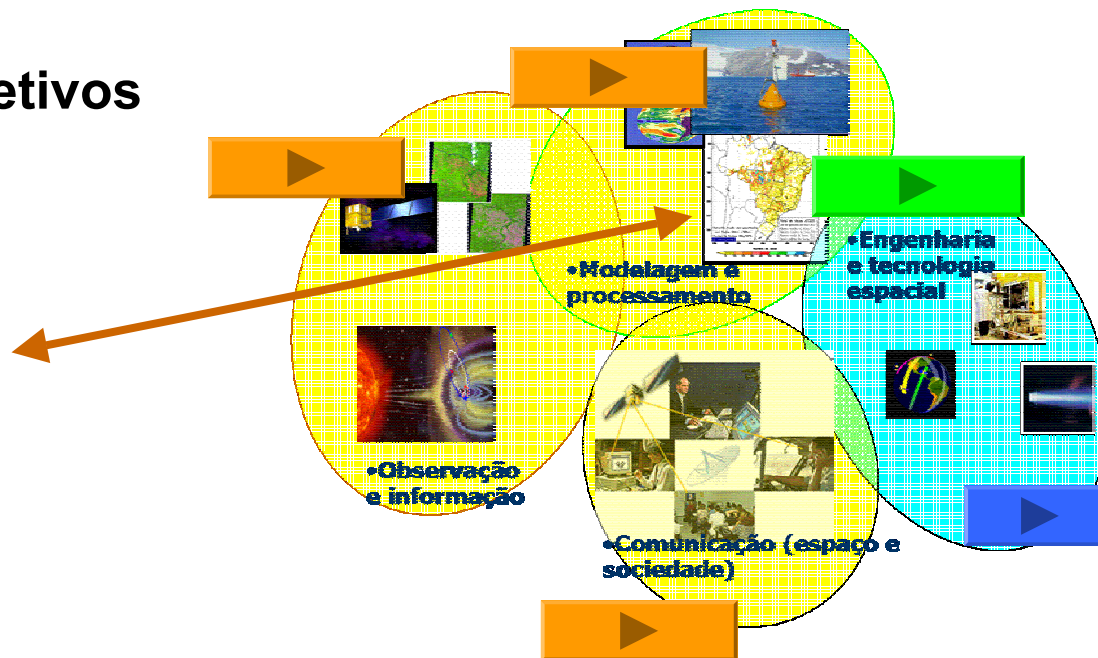 etivos
•Modelagem e
processamento
•Engenharia
e tecnologia
espacial
•Observação
e informação
•Comunicação (espaço e
sociedade)